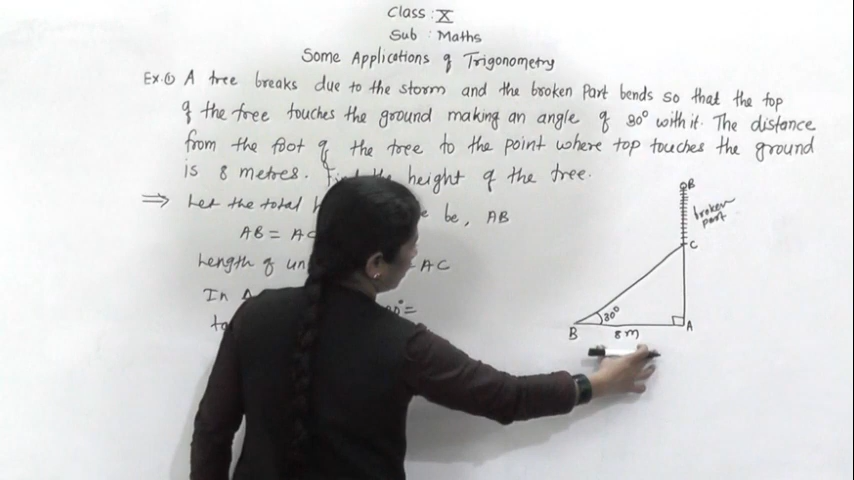 Class : X
Sub : Maths
Some Applications of Trigonometry
Ex.① A tree breaks due to the storm and the broken Part bends so that the top
of the tree touches the ground making an angle of 30° with it. The distance
from the foot of the tree to the point where top touches the ground
is 8 metres. the height of the tree.
⇒ Let the total be, AB
AB = AC
Length of AC
In
30° =
B
broken
part
C
30°
B
8 m
A